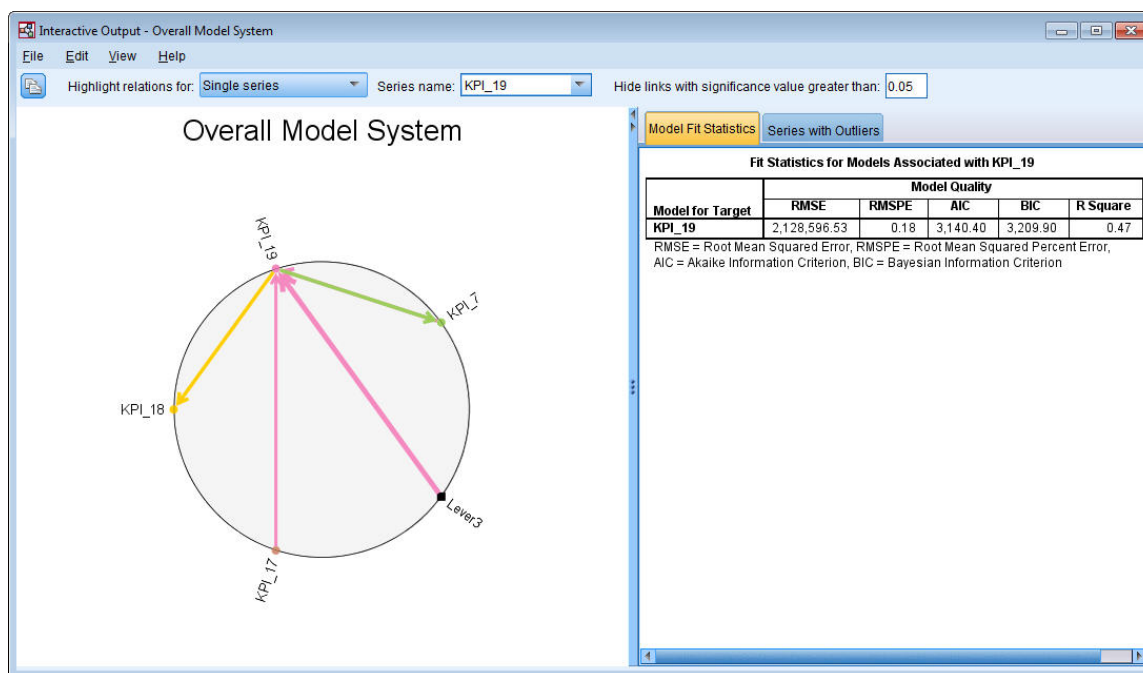 Interactive Output - Overall Model System
File Edit View Help
Highlight relations for: Single series Series name: KPI_19 Hide links with significance value greater than: 0.05
Overall Model System
KPI_19
KPI_7
KPI_18
Lever3
KPI_17
Model Fit Statistics Series with Outliers
Fit Statistics for Models Associated with KPI_19
Model for Target Model Quality
RMSE RMSPE AIC BIC R Square
KPI_19 2,128,596.53 0.18 3,140.40 3,209.90 0.47
RMSE = Root Mean Squared Error, RMSPE = Root Mean Squared Percent Error,
AIC = Akaike Information Criterion, BIC = Bayesian Information Criterion